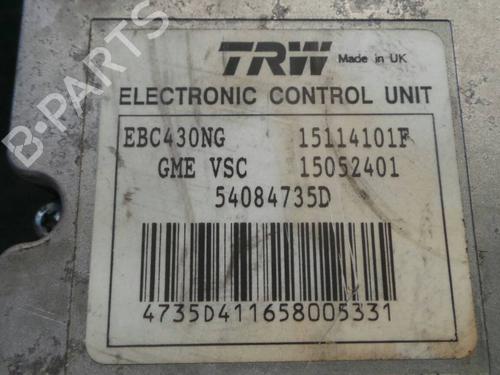 B-PARTS
TRW Made in UK
ELECTRONIC CONTROL UNIT
EBC430NG 15114101F
GME VSC 15052401
54084735D
4735D411658005331